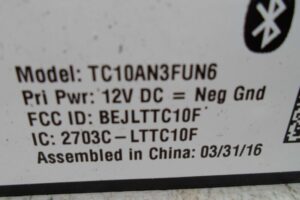 Model: TC10AN3FUN6
Pri Pwr: 12V DC = Neg Gnd
FCC ID: BEJLTTC10F
IC: 2703C-LTTC10F
Assembled in China: 03/31/16